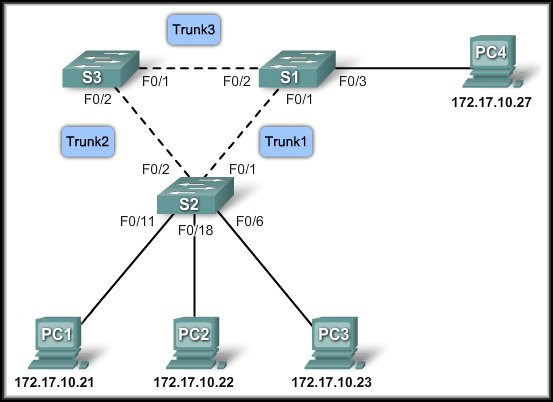 Trunk3
PC4
S3
S1
F0/1
F0/2
F0/3
F0/2
F0/1
172.17.10.27
Trunk2
Trunk1
F0/2
F0/1
S2
F0/11
F0/18
F0/6
PC1
PC2
PC3
172.17.10.21
172.17.10.22
172.17.10.23